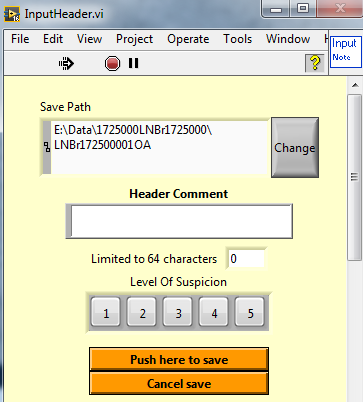 InputHeader.vi
File Edit View Project Operate Tools Window
Input
Note
?
Save Path
E:\Data\1725000LNBr1725000\
LNBr172500001OA
Change
Header Comment
Limited to 64 characters 0
Level Of Suspicion
1 2 3 4 5
Push here to save
Cancel save